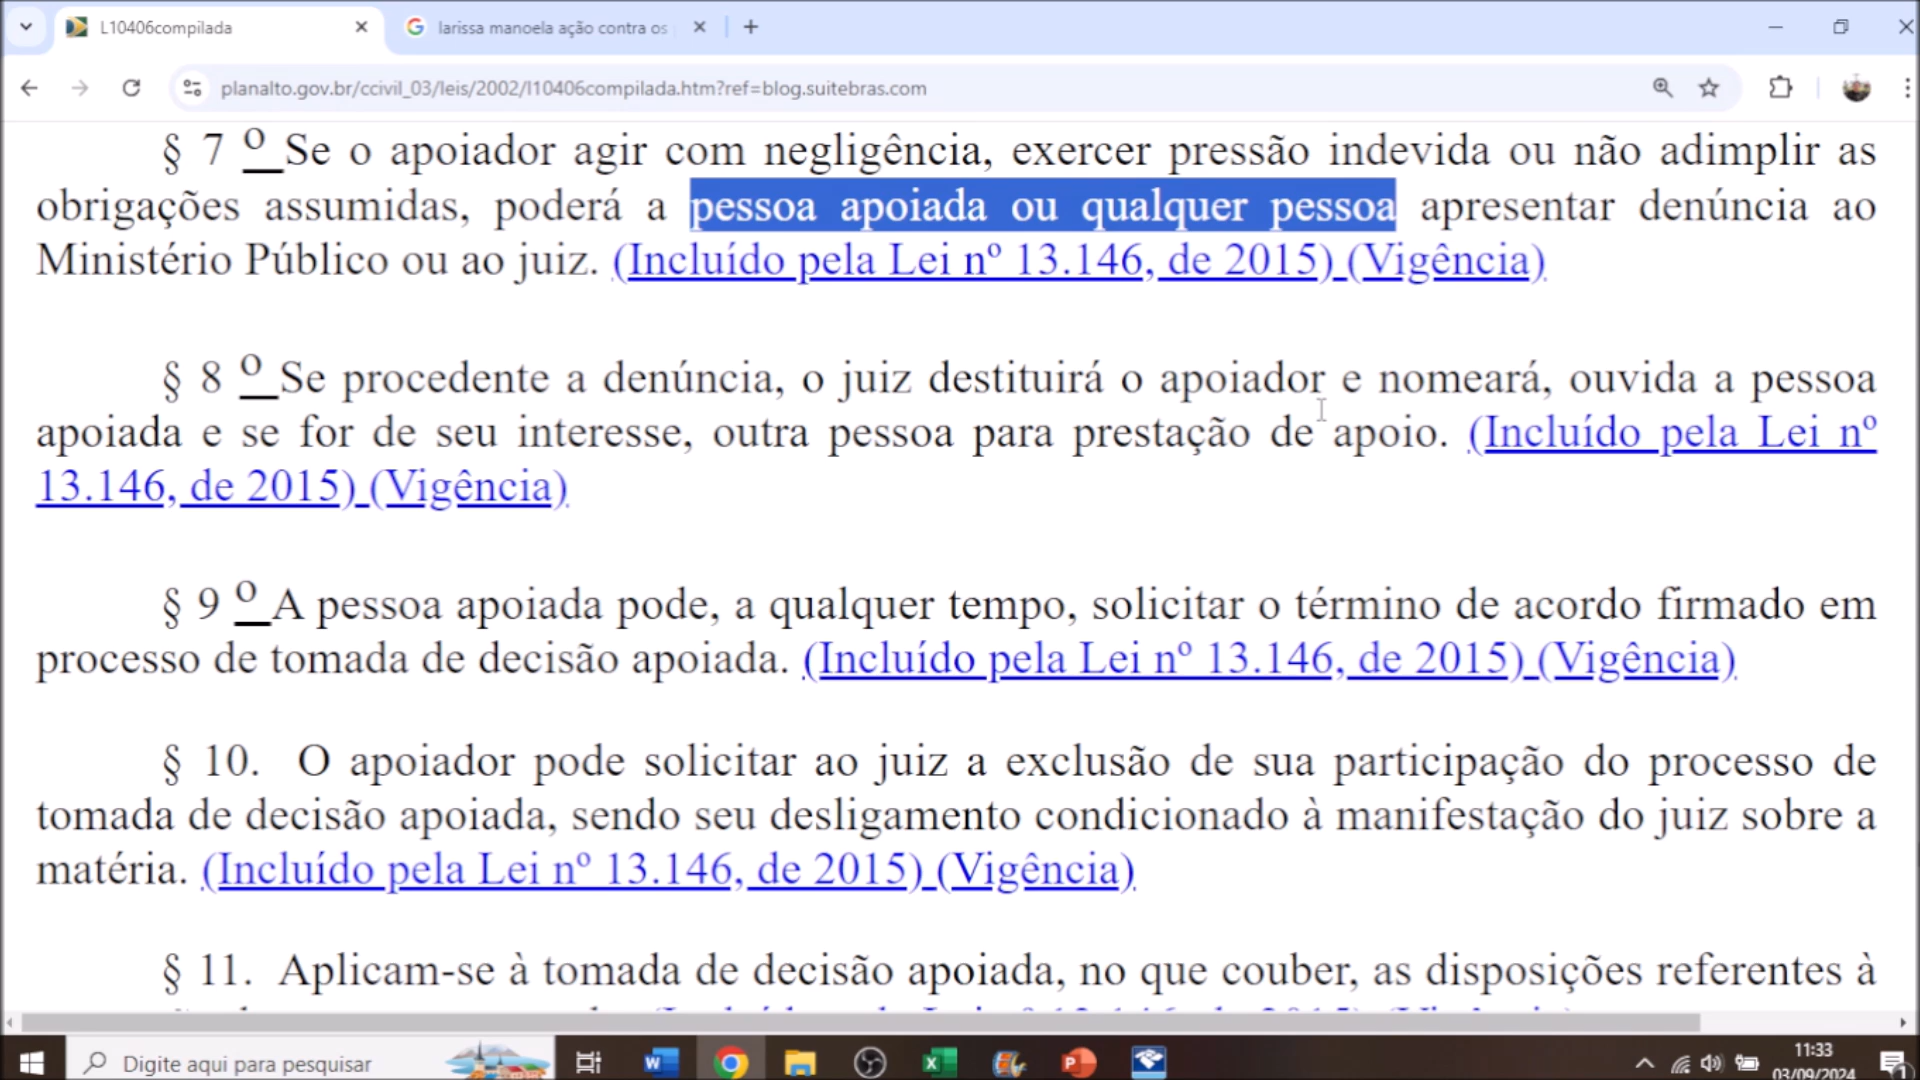 L10406compilada
larissa manoela ação contra os
planalto.gov.br/ccivil_03/leis/2002/l10406compilada.htm?ref=blog.suitebras.com
§ 7 º Se o apoiador agir com negligência, exercer pressão indevida ou não adimplir as
obrigações assumidas, poderá a pessoa apoiada ou qualquer pessoa apresentar denúncia ao
Ministério Público ou ao juiz. (Incluído pela Lei nº 13.146, de 2015) (Vigência)
§ 8 º Se procedente a denúncia, o juiz destituirá o apoiador e nomeará, ouvida a pessoa
apoiada e se for de seu interesse, outra pessoa para prestação de apoio. (Incluído pela Lei nº
13.146, de 2015) (Vigência)
§ 9 º A pessoa apoiada pode, a qualquer tempo, solicitar o término de acordo firmado em
processo de tomada de decisão apoiada. (Incluído pela Lei nº 13.146, de 2015) (Vigência)
§ 10. O apoiador pode solicitar ao juiz a exclusão de sua participação do processo de
tomada de decisão apoiada, sendo seu desligamento condicionado à manifestação do juiz sobre a
matéria. (Incluído pela Lei nº 13.146, de 2015) (Vigência)
§ 11. Aplicam-se à tomada de decisão apoiada, no que couber, as disposições referentes à
Digite aqui para pesquisar
11:33
03/09/2024